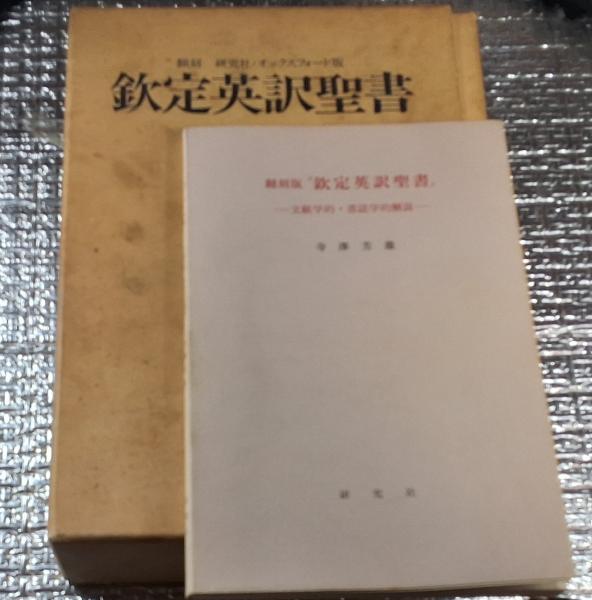 翻刻 研究社/オックスフォード版
欽定英訳聖書
翻刻版「欽定英訳聖書」
—文献学的・書誌学的解説—
寺澤芳雄
研究社